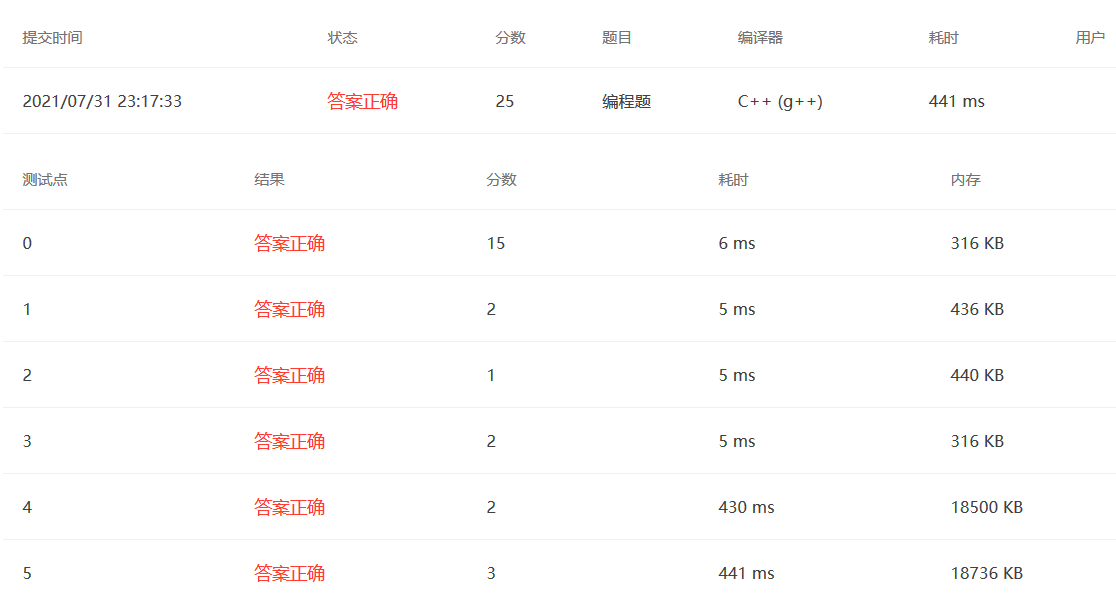 提交时间 状态 分数 题目 编译器 耗时 用户
2021/07/31 23:17:33 答案正确 25 编程题 C++ (g++) 441 ms
测试点 结果 分数 耗时 内存
0 答案正确 15 6 ms 316 KB
1 答案正确 2 5 ms 436 KB
2 答案正确 1 5 ms 440 KB
3 答案正确 2 5 ms 316 KB
4 答案正确 2 430 ms 18500 KB
5 答案正确 3 441 ms 18736 KB